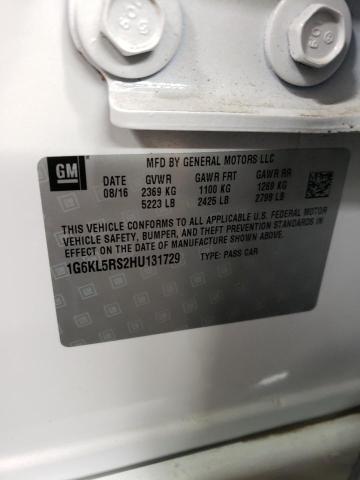 GM
MFD BY GENERAL MOTORS LLC
08/16 GVWR GAWR FRT GAWR RR
2369 KG 1100 KG 1269 KG
5223 LB 2425 LB 2799 LB
THIS VEHICLE CONFORMS TO ALL APPLICABLE U.S. FEDERAL MOTOR
VEHICLE SAFETY, BUMPER, AND THEFT PREVENTION STANDARDS IN
EFFECT ON THE DATE OF MANUFACTURE SHOWN ABOVE.
1G6KL5RS2HU131729 TYPE: PASS CAR